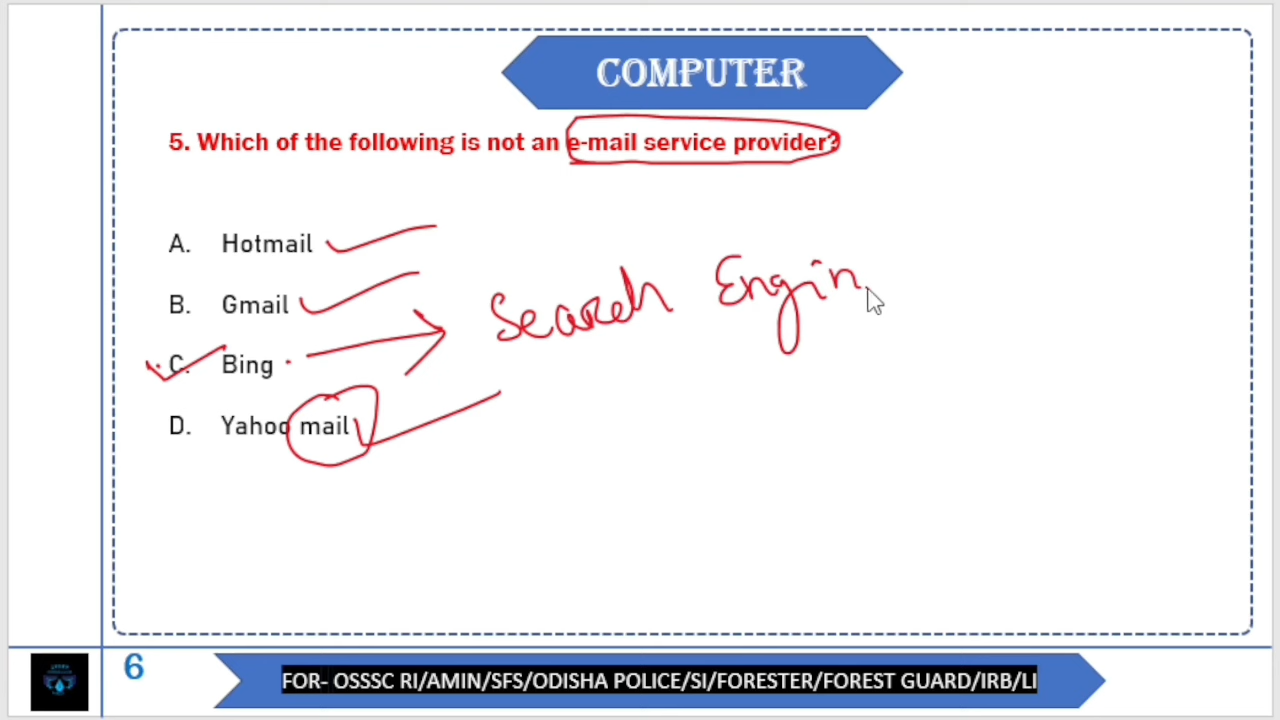 COMPUTER
5. Which of the following is not an e-mail service provider?
A. Hotmail
B. Gmail
Search Engin
C. Bing
D. Yahoo mail
6
FOR- OSSSC RI/AMIN/SFS/ODISHA POLICE/SI/FORESTER/FOREST GUARD/IRB/LI